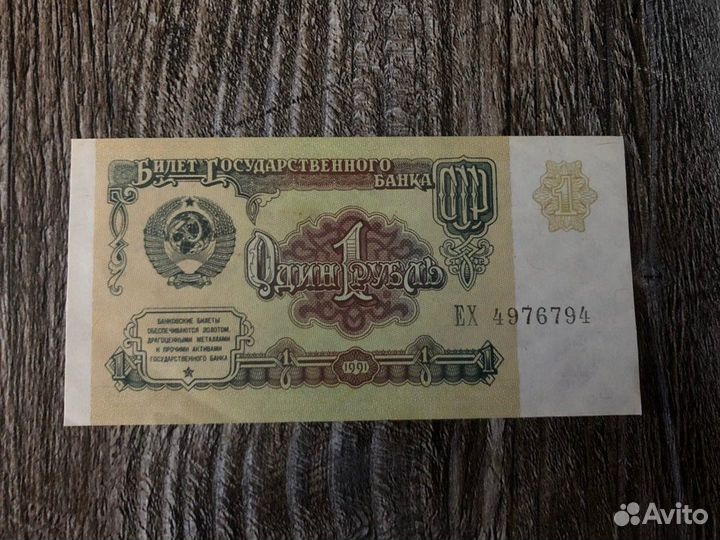 Билет Государственного
Банка
СССР
1
Один рубль
1
ЕХ 4976794
Банковские билеты
обеспечиваются золотом,
драгоценными металлами
и прочими активами
Государственного банка
1
1
1991
1
1
Avito